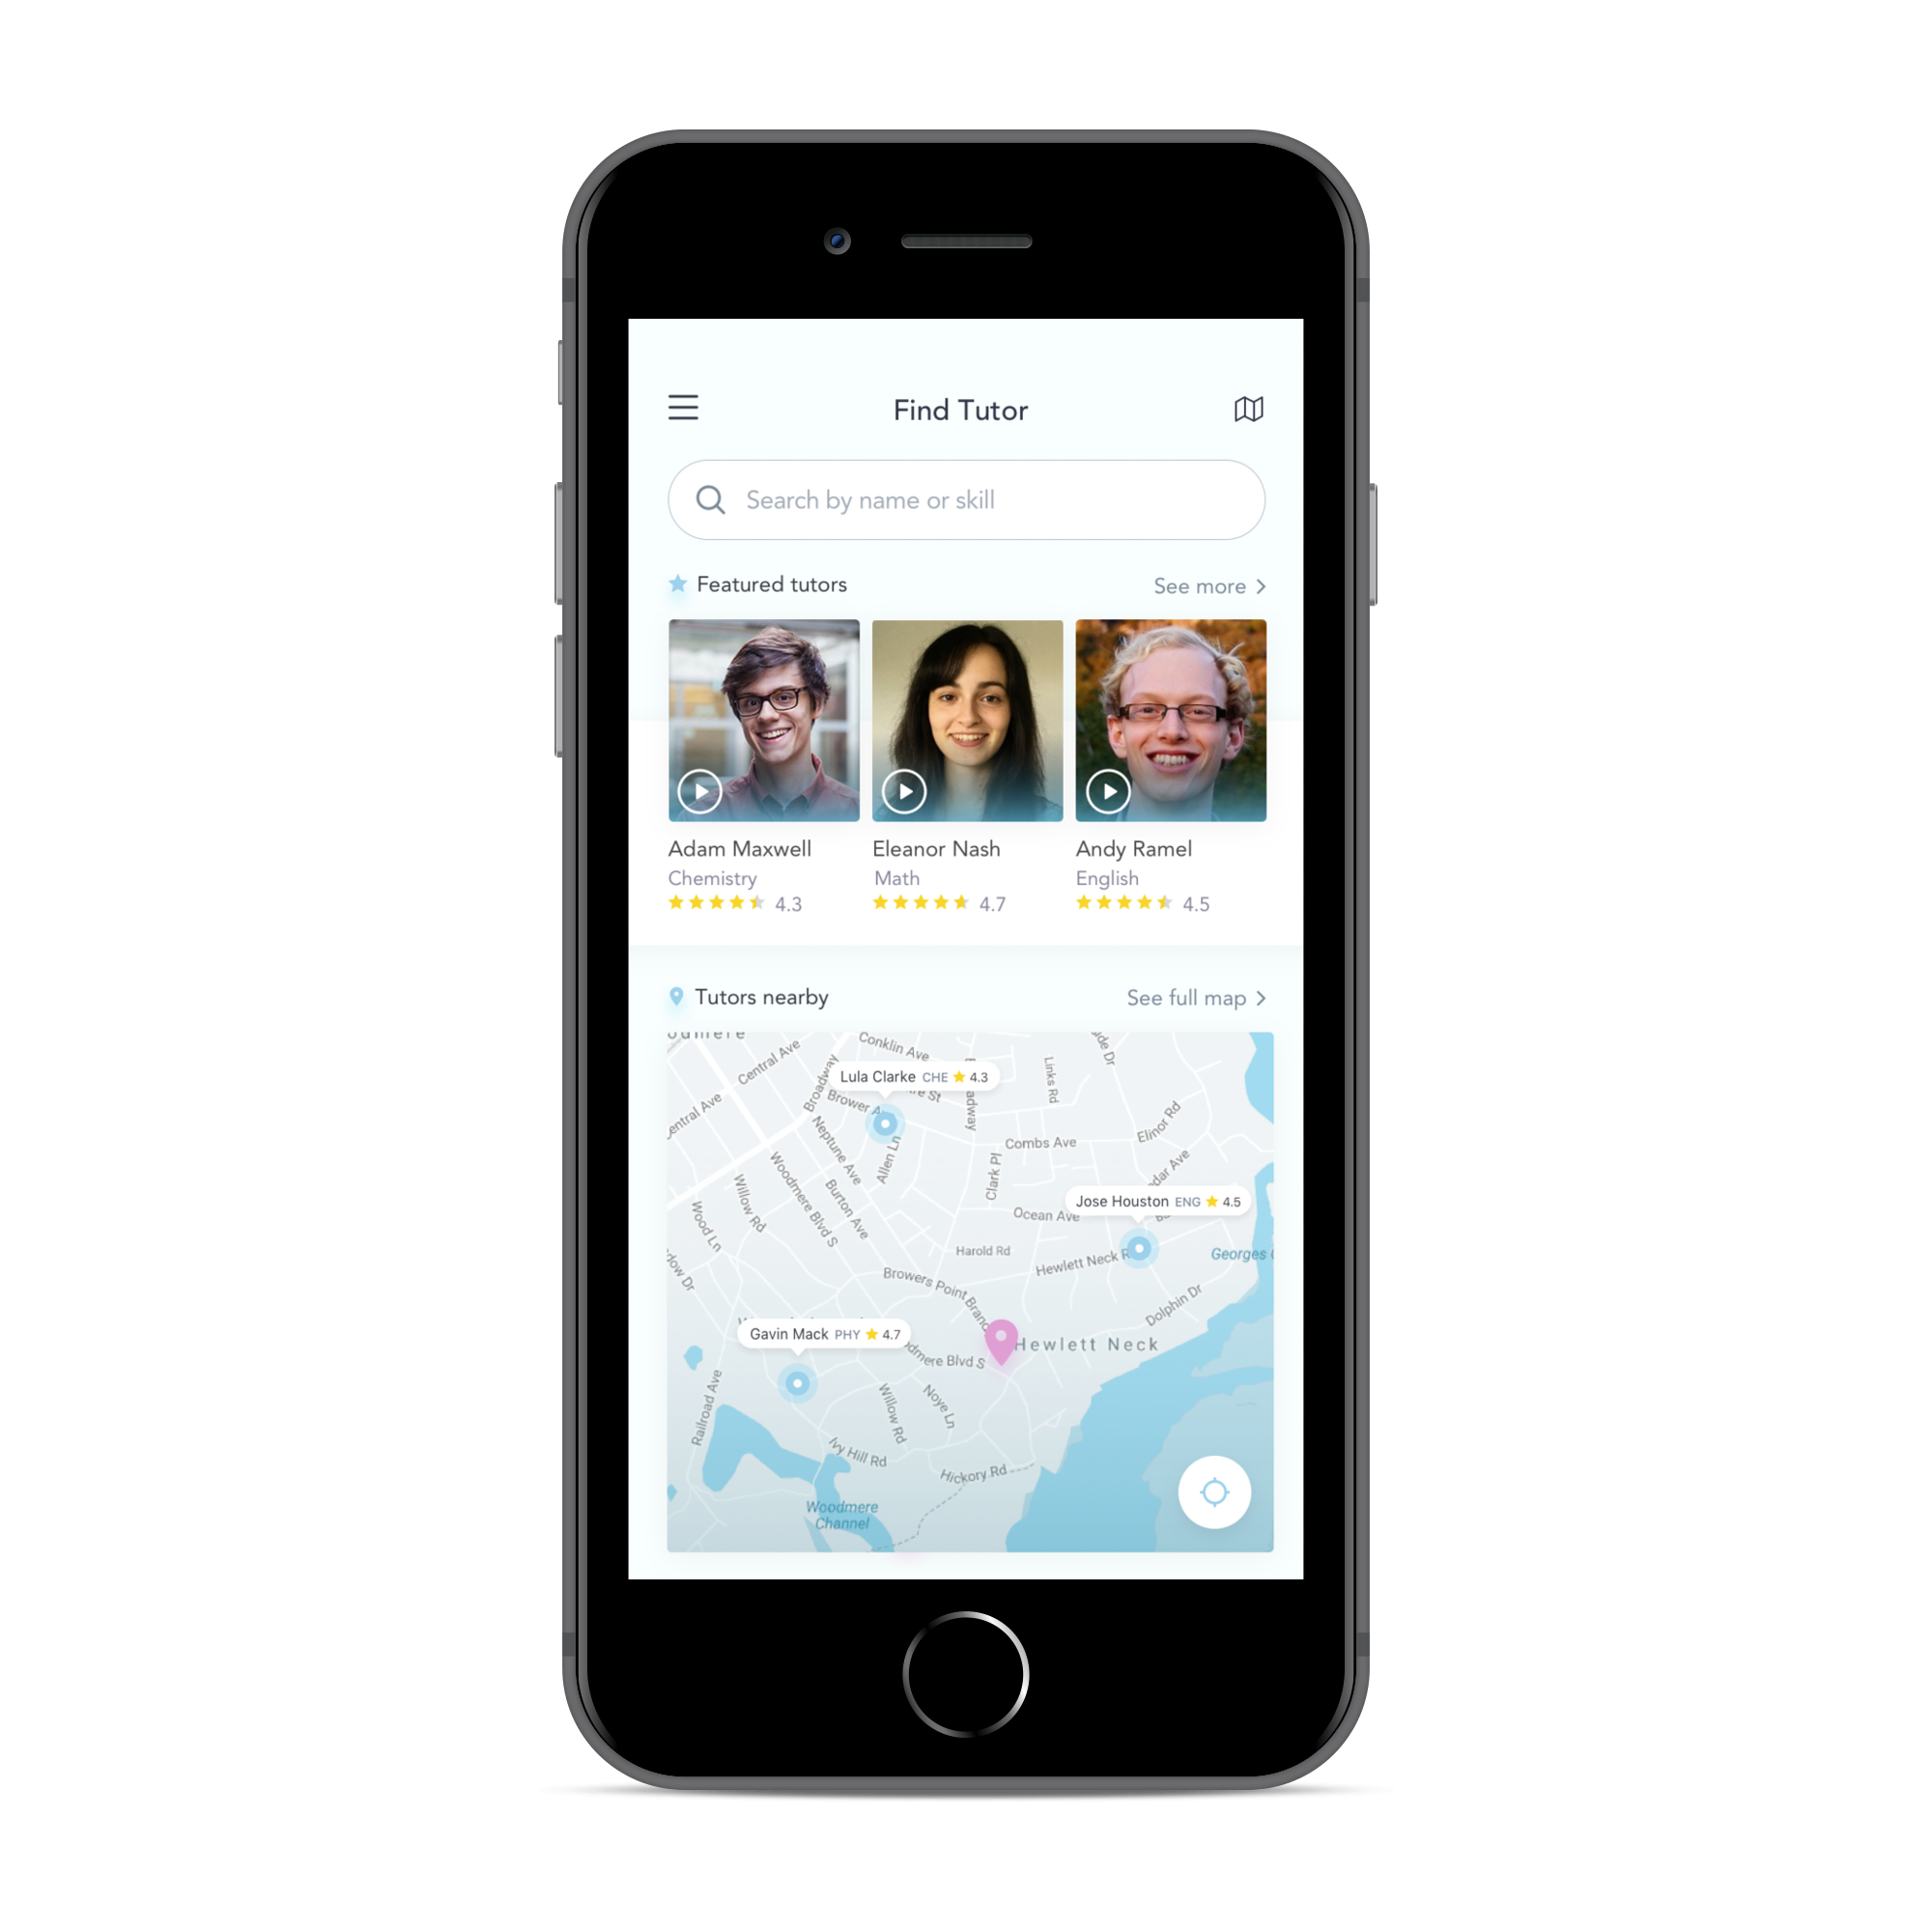 Find Tutor
Search by name or skill
Featured tutors
See more
Adam Maxwell
Chemistry
4.3
Eleanor Nash
Math
4.7
Andy Ramel
English
4.5
Tutors nearby
See full map
Central Ave
Conklin Ave
Links Rd
Lula Clarke CHE 4.3
Broadway
Brower
Central Ave
Elinor Rd
Combs Ave
Neptune Ave
Allen Ln
Clark Pl
Woodmere Blvd S
Willow Rd
Burton Ave
Jose Houston ENG 4.5
Wood Ln
Ocean Ave
Harold Rd
Hewlett Neck
Georges
Browers Point Branch
Dolphin Dr
Gavin Mack PHY 4.7
Hewlett Neck
Blvd S
Railroad Ave
Willow Rd
Noye Ln
Ivy Hill Rd
Hickory Rd
Woodmere
Channel